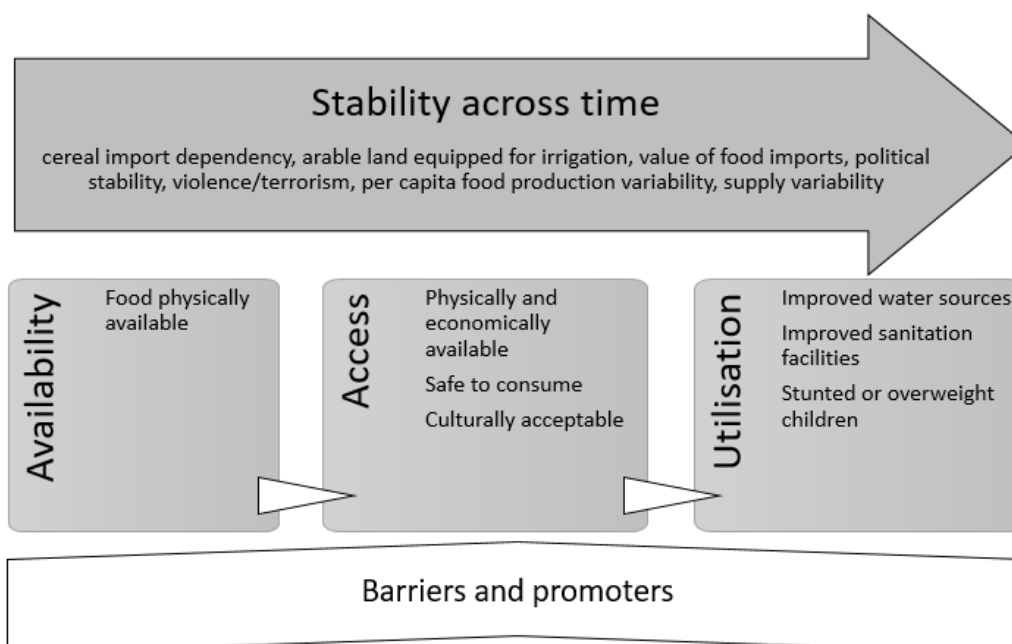 Stability across time
cereal import dependency, arable land equipped for irrigation, value of food imports, political
stability, violence/terrorism, per capita food production variability, supply variability
Availability
Food physically
available
Access
Physically and
economically
available
Safe to consume
Culturally acceptable
Utilisation
Improved water sources
Improved sanitation
facilities
Stunted or overweight
children
Barriers and promoters